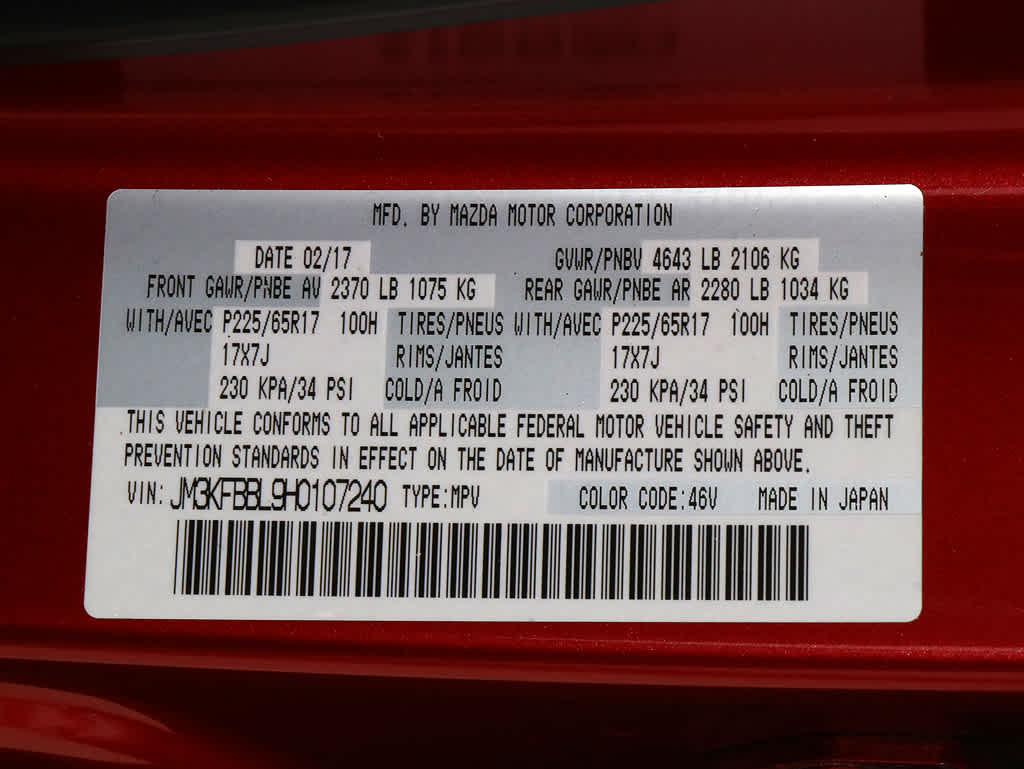 MFD. BY MAZDA MOTOR CORPORATION
DATE 02/17 GVWR/PNBV 4643 LB 2106 KG
FRONT GAWR/PNBE AV 2370 LB 1075 KG REAR GAWR/PNBE AR 2280 LB 1034 KG
WITH/AVEC P225/65R17 100H TIRES/PNEUS WITH/AVEC P225/65R17 100H TIRES/PNEUS
17X7J RIMS/JANTES 17X7J RIMS/JANTES
230 KPA/34 PSI COLD/A FROID 230 KPA/34 PSI COLD/A FROID
THIS VEHICLE CONFORMS TO ALL APPLICABLE FEDERAL MOTOR VEHICLE SAFETY AND THEFT
PREVENTION STANDARDS IN EFFECT ON THE DATE OF MANUFACTURE SHOWN ABOVE.
VIN: JM3KFBBL9H0107240 TYPE:MPV COLOR CODE:46V MADE IN JAPAN